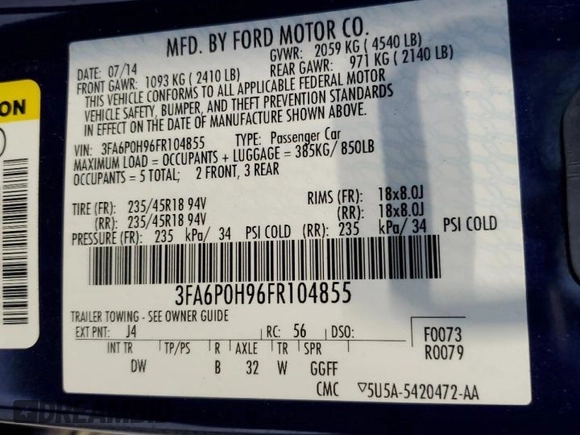 MFD. BY FORD MOTOR CO.
DATE: 07/14 GVWR: 2059 KG ( 4540 LB)
FRONT GAWR: 1093 KG ( 2410 LB) REAR GAWR: 971 KG ( 2140 LB)
THIS VEHICLE CONFORMS TO ALL APPLICABLE FEDERAL MOTOR
VEHICLE SAFETY, BUMPER, AND THEFT PREVENTION STANDARDS
IN EFFECT ON THE DATE OF MANUFACTURE SHOWN ABOVE.
VIN: 3FA6P0H96FR104855 TYPE: Passenger Car
MAXIMUM LOAD = OCCUPANTS + LUGGAGE = 385KG/ 850LB
OCCUPANTS = 5 TOTAL; 2 FRONT, 3 REAR
TIRE (FR): 235/45R18 94V RIMS (FR): 18x8.0J
(RR): 235/45R18 94V (RR): 18x8.0J
PRESSURE (FR) 235 kPa/ 34 PSI COLD (RR) 235 kPa/ 34 PSI COLD
3FA6P0H96FR104855
TRAILER TOWING - SEE OWNER GUIDE
EXT PNT: J4 RC: 56 DSO: F0073
INT TR TP/PS R AXLE TR SPR R0079
DW B 32 W GGFF
CMC ▽5U5A-5420472-AA
ON